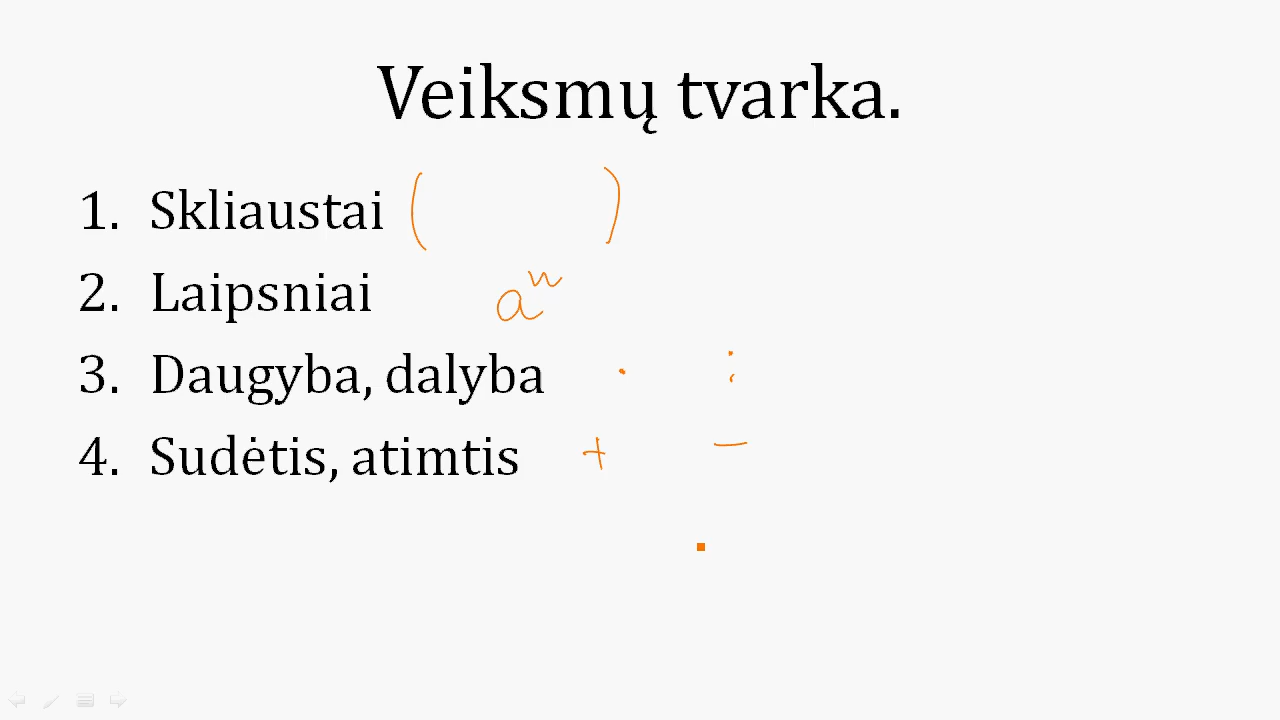 Veiksmų tvarka.
1. Skliaustai ( )
2. Laipsniai aⁿ
3. Daugyba, dalyba · :
4. Sudėtis, atimtis + −